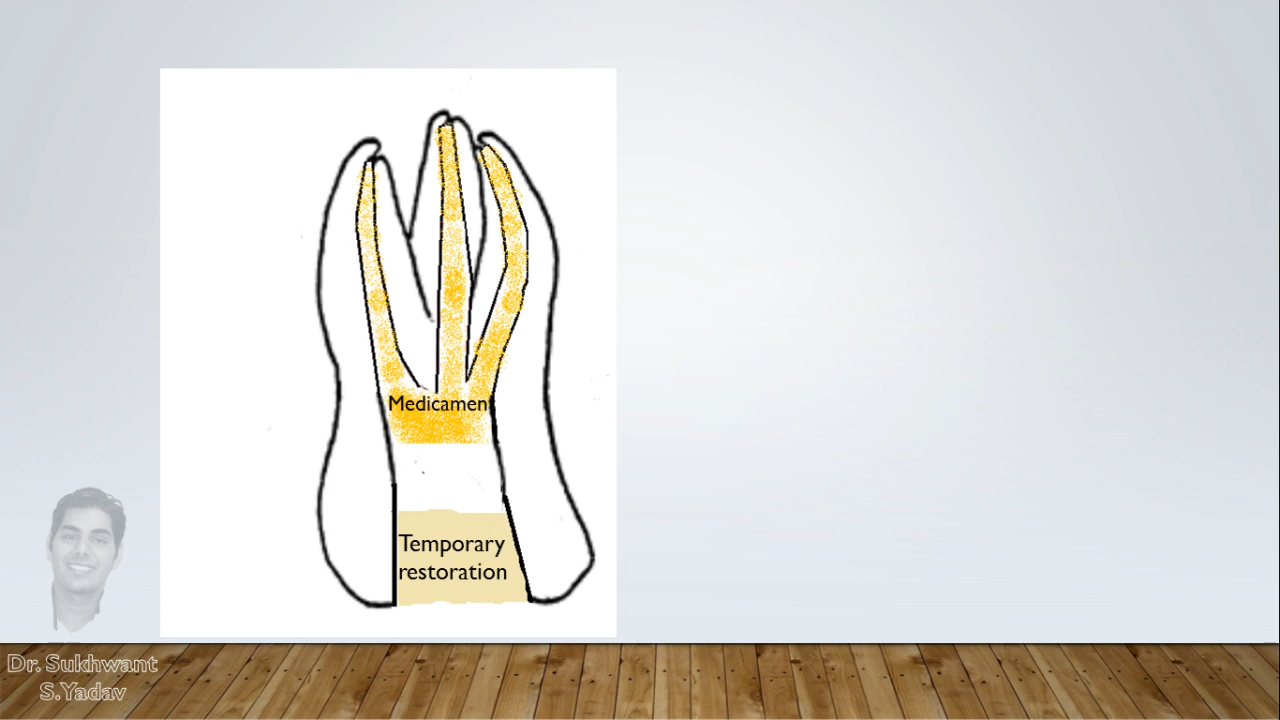 Medicament
Temporary
restoration
Dr. Sukhwant
S.Yadav